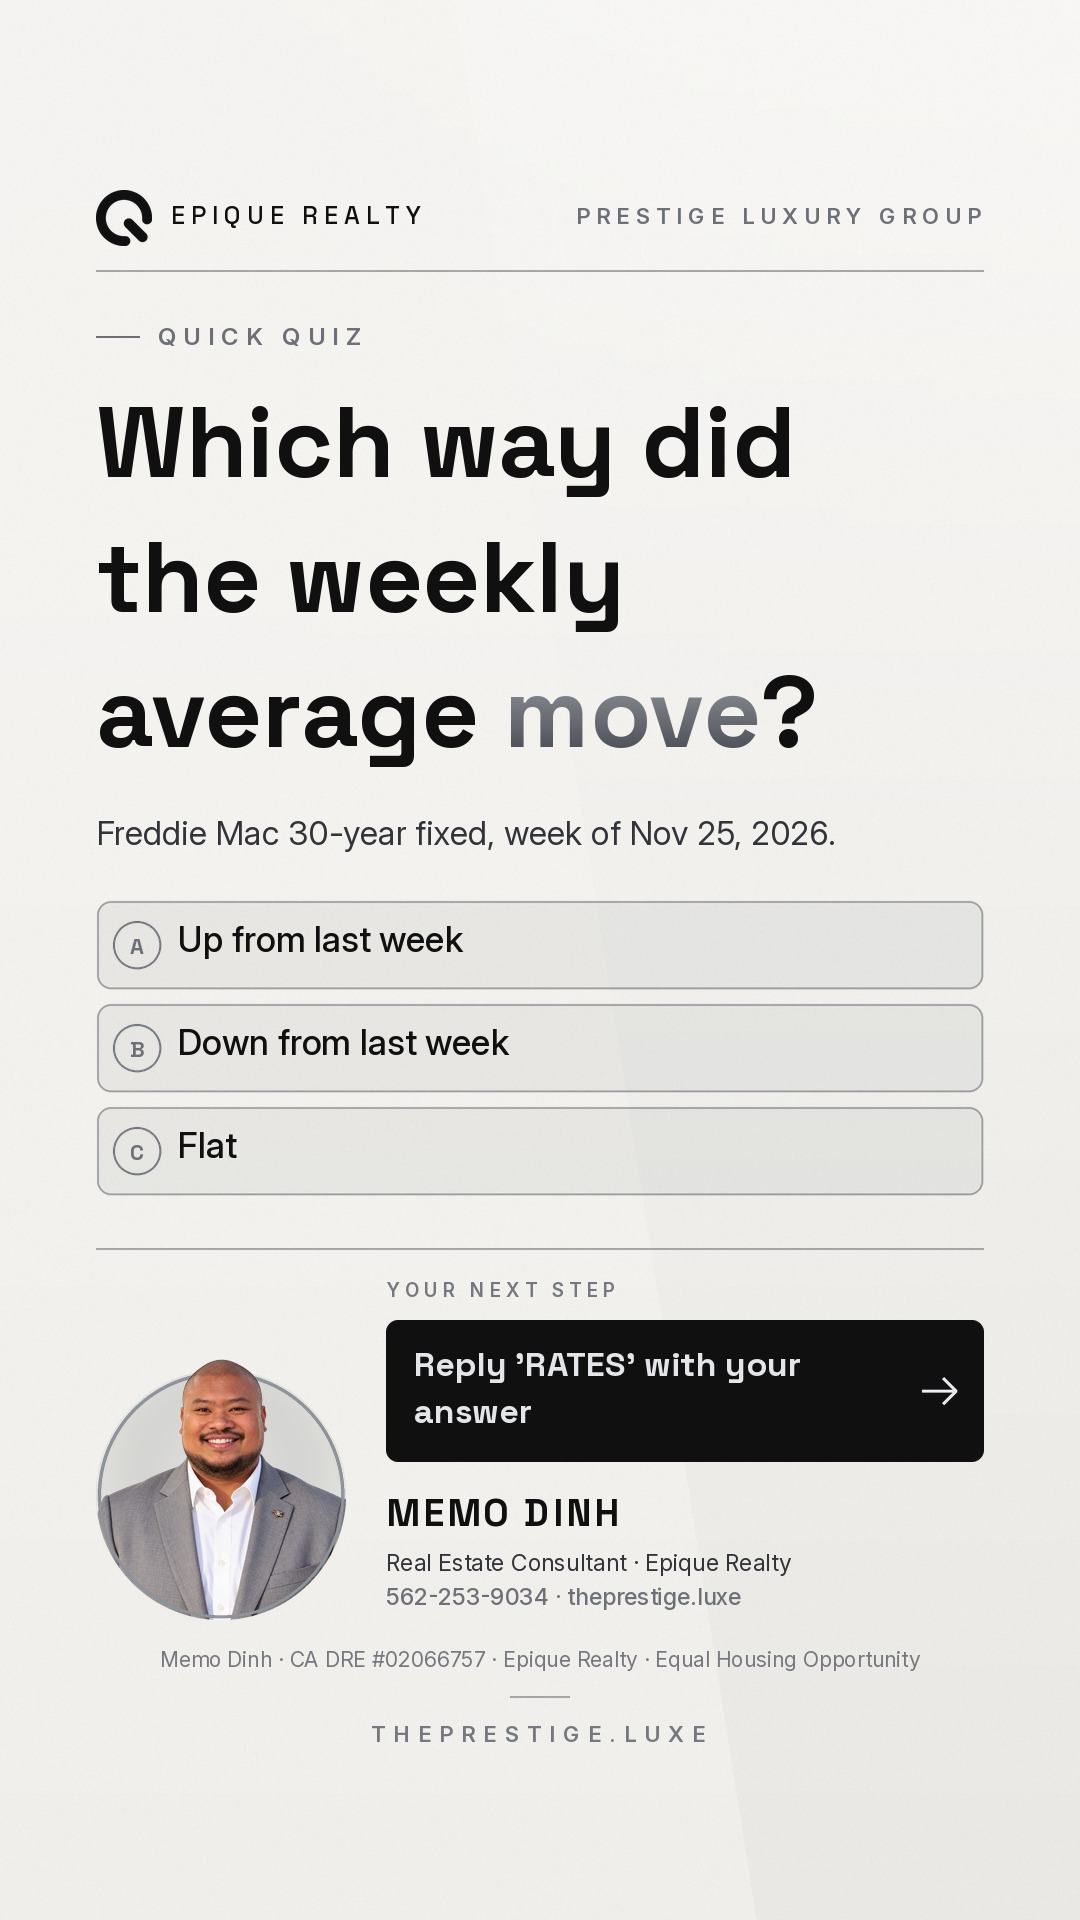 EPIQUE REALTY
PRESTIGE LUXURY GROUP
QUICK QUIZ
Which way did
the weekly
average move?
Freddie Mac 30-year fixed, week of Nov 25, 2026.
A Up from last week
B Down from last week
C Flat
YOUR NEXT STEP
Reply ’RATES’ with your
answer
MEMO DINH
Real Estate Consultant · Epique Realty
562-253-9034 · theprestige.luxe
Memo Dinh · CA DRE #02066757 · Epique Realty · Equal Housing Opportunity
THEPRESTIGE.LUXE